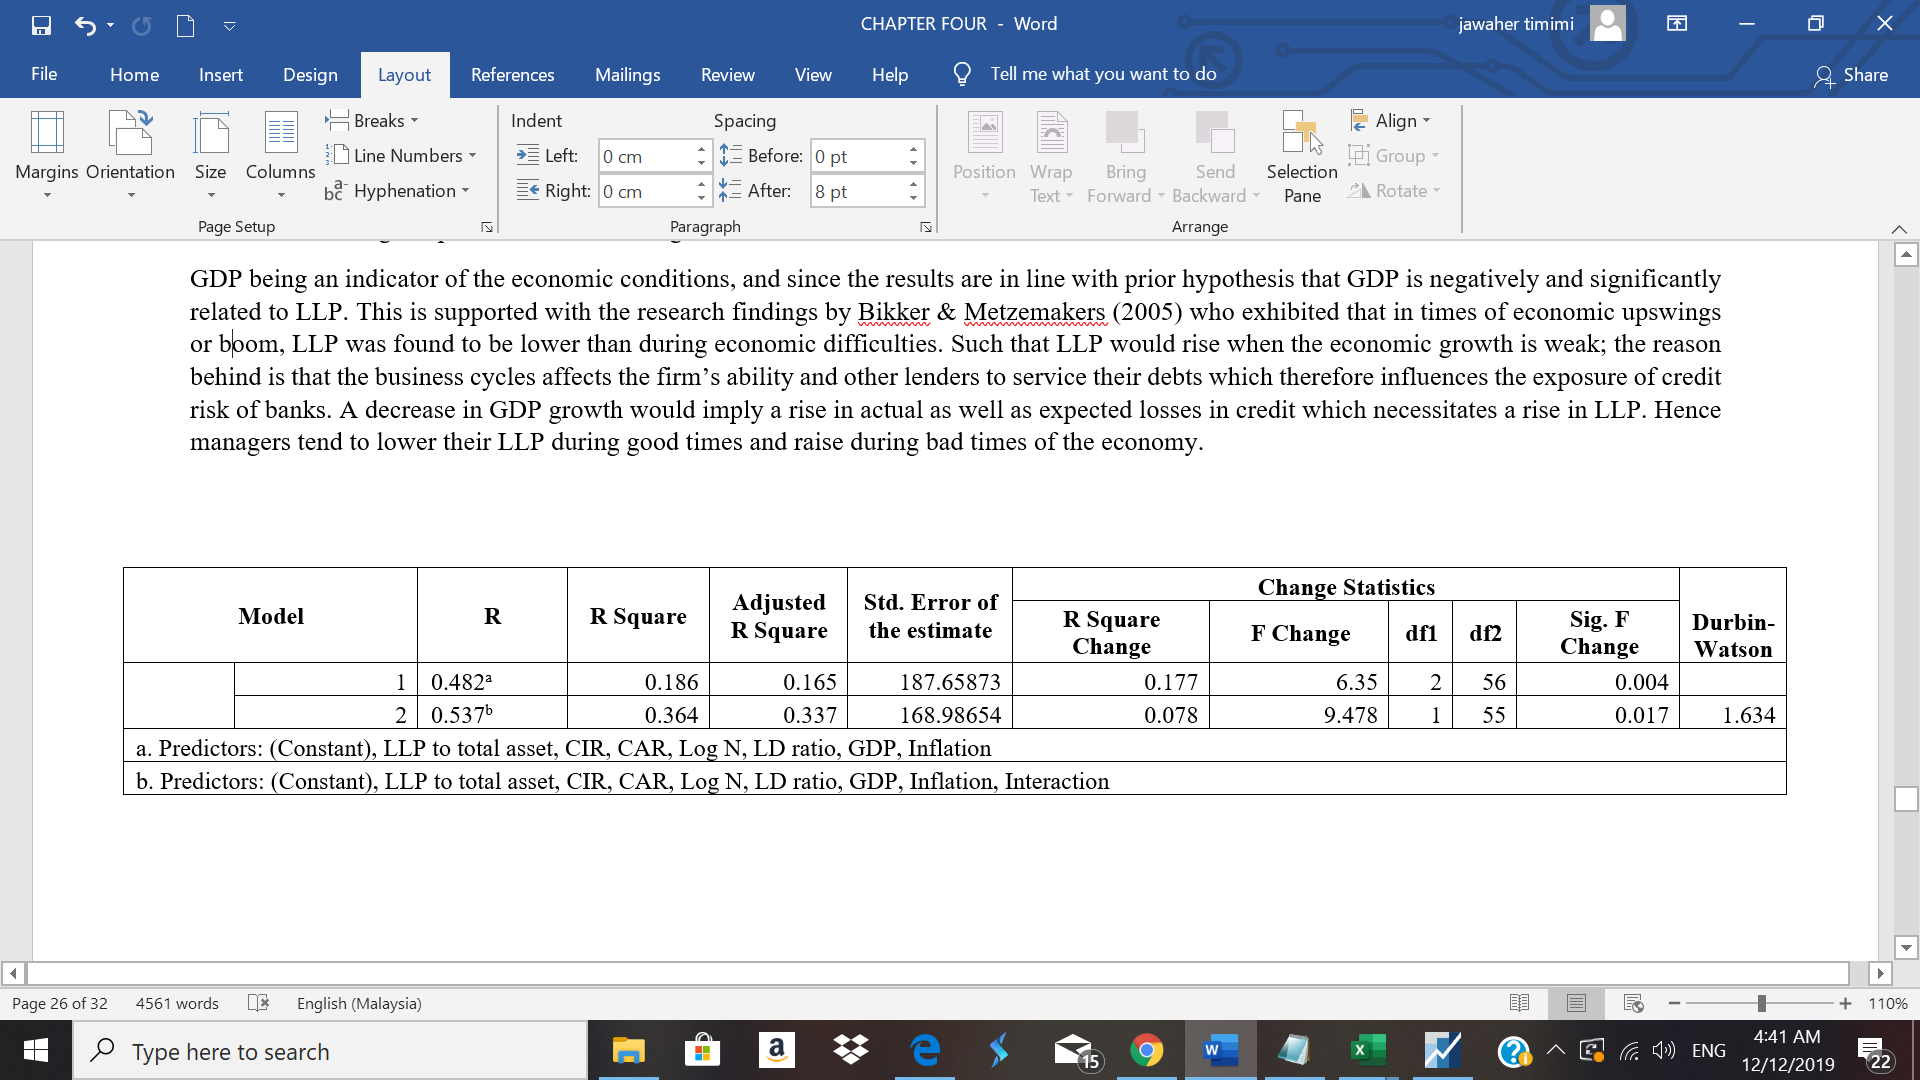 CHAPTER FOUR - Word
jawaher timimi
File Home Insert Design Layout References Mailings Review View Help Tell me what you want to do Share
Margins Orientation Size Columns
Breaks
Line Numbers
Hyphenation
Page Setup
Indent Spacing
Left: 0 cm Before: 0 pt
Right: 0 cm After: 8 pt
Paragraph
Position Wrap Text Bring Forward Send Backward Selection Pane
Align
Group
Rotate
Arrange
GDP being an indicator of the economic conditions, and since the results are in line with prior hypothesis that GDP is negatively and significantly
related to LLP. This is supported with the research findings by Bikker & Metzemakers (2005) who exhibited that in times of economic upswings
or boom, LLP was found to be lower than during economic difficulties. Such that LLP would rise when the economic growth is weak; the reason
behind is that the business cycles affects the firm’s ability and other lenders to service their debts which therefore influences the exposure of credit
risk of banks. A decrease in GDP growth would imply a rise in actual as well as expected losses in credit which necessitates a rise in LLP. Hence
managers tend to lower their LLP during good times and raise during bad times of the economy.
Model R R Square Adjusted R Square Std. Error of the estimate Change Statistics Durbin-Watson
R Square Change F Change df1 df2 Sig. F Change
1 0.482ᵃ 0.186 0.165 187.65873 0.177 6.35 2 56 0.004
2 0.537ᵇ 0.364 0.337 168.98654 0.078 9.478 1 55 0.017 1.634
a. Predictors: (Constant), LLP to total asset, CIR, CAR, Log N, LD ratio, GDP, Inflation
b. Predictors: (Constant), LLP to total asset, CIR, CAR, Log N, LD ratio, GDP, Inflation, Interaction
Page 26 of 32 4561 words English (Malaysia) 110%
Type here to search
15
ENG
4:41 AM
12/12/2019
22